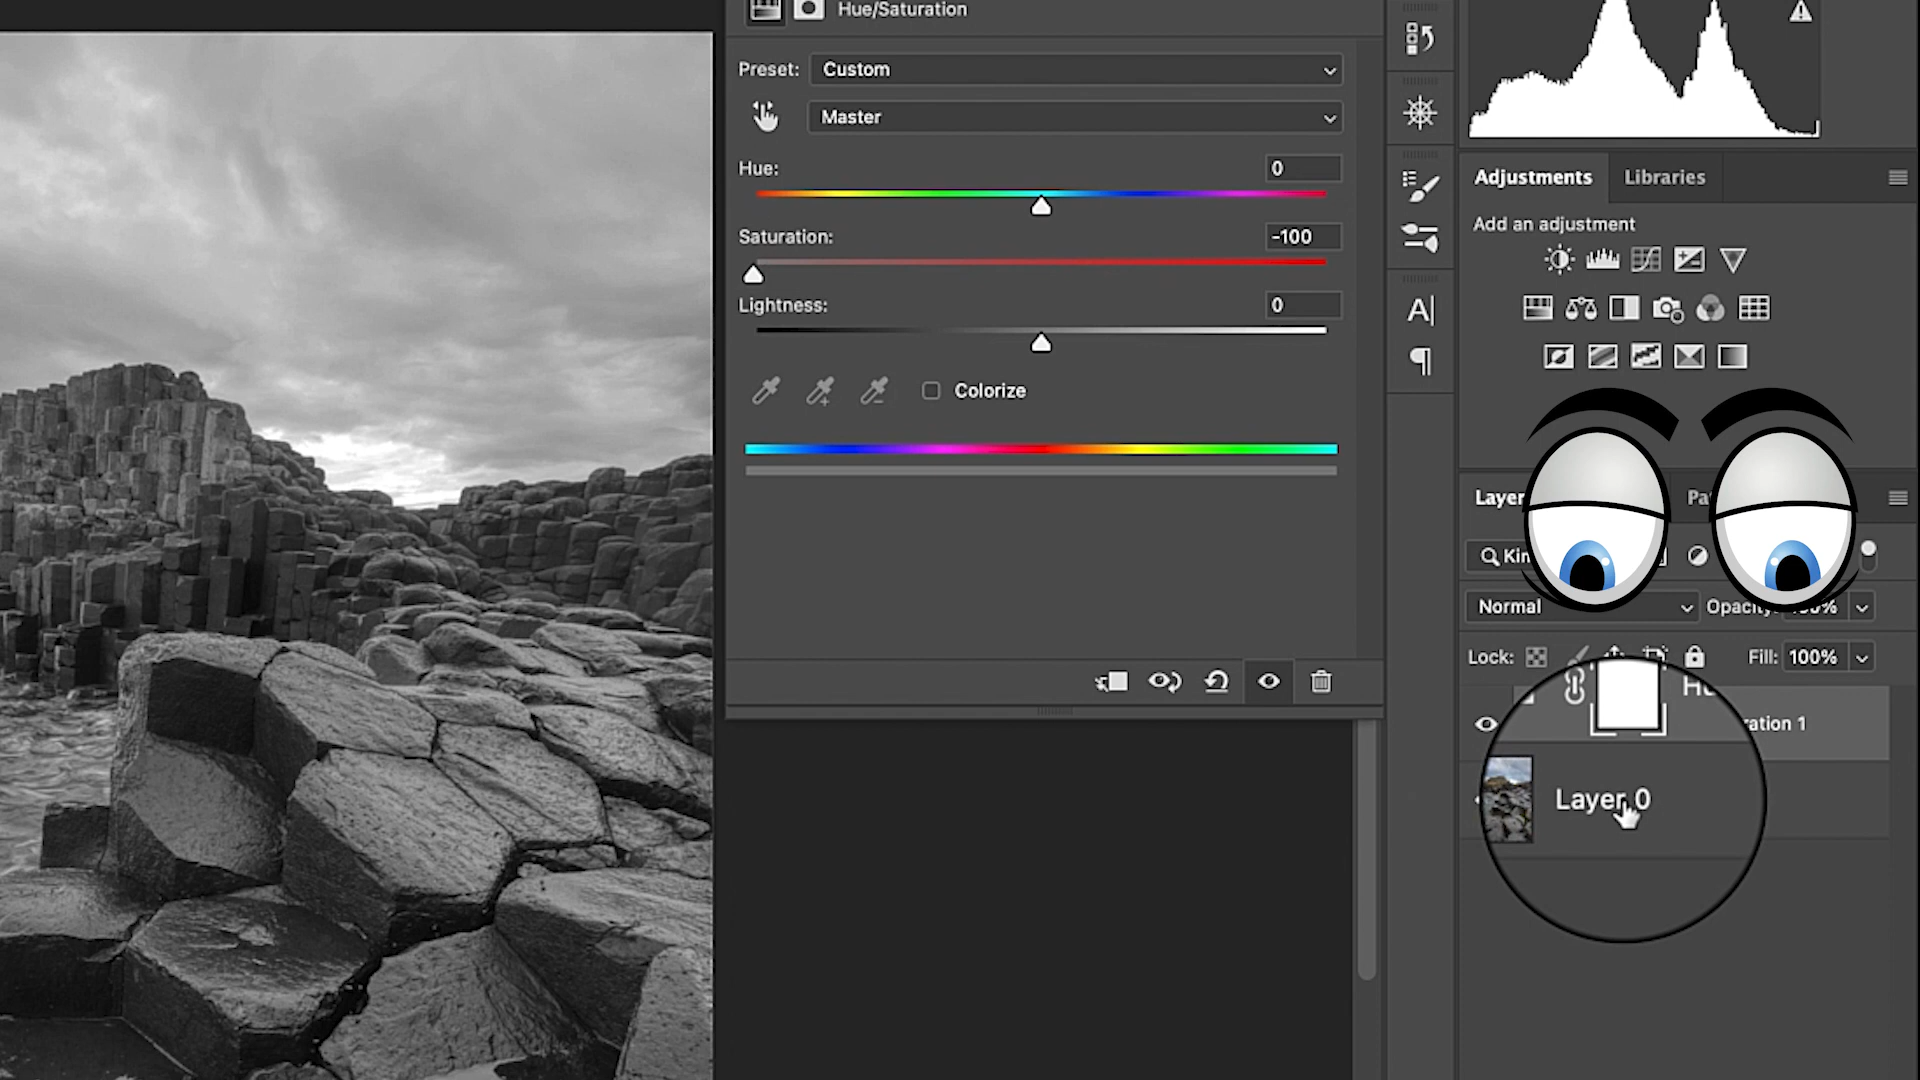 Hue/Saturation
Preset: Custom
Master
Hue: 0
Saturation: -100
Lightness: 0
Colorize
Adjustments Libraries
Add an adjustment
Layer Pa
Kin
Normal Opacity: %
Lock: Fill: 100%
Hu
ration 1
Layer 0